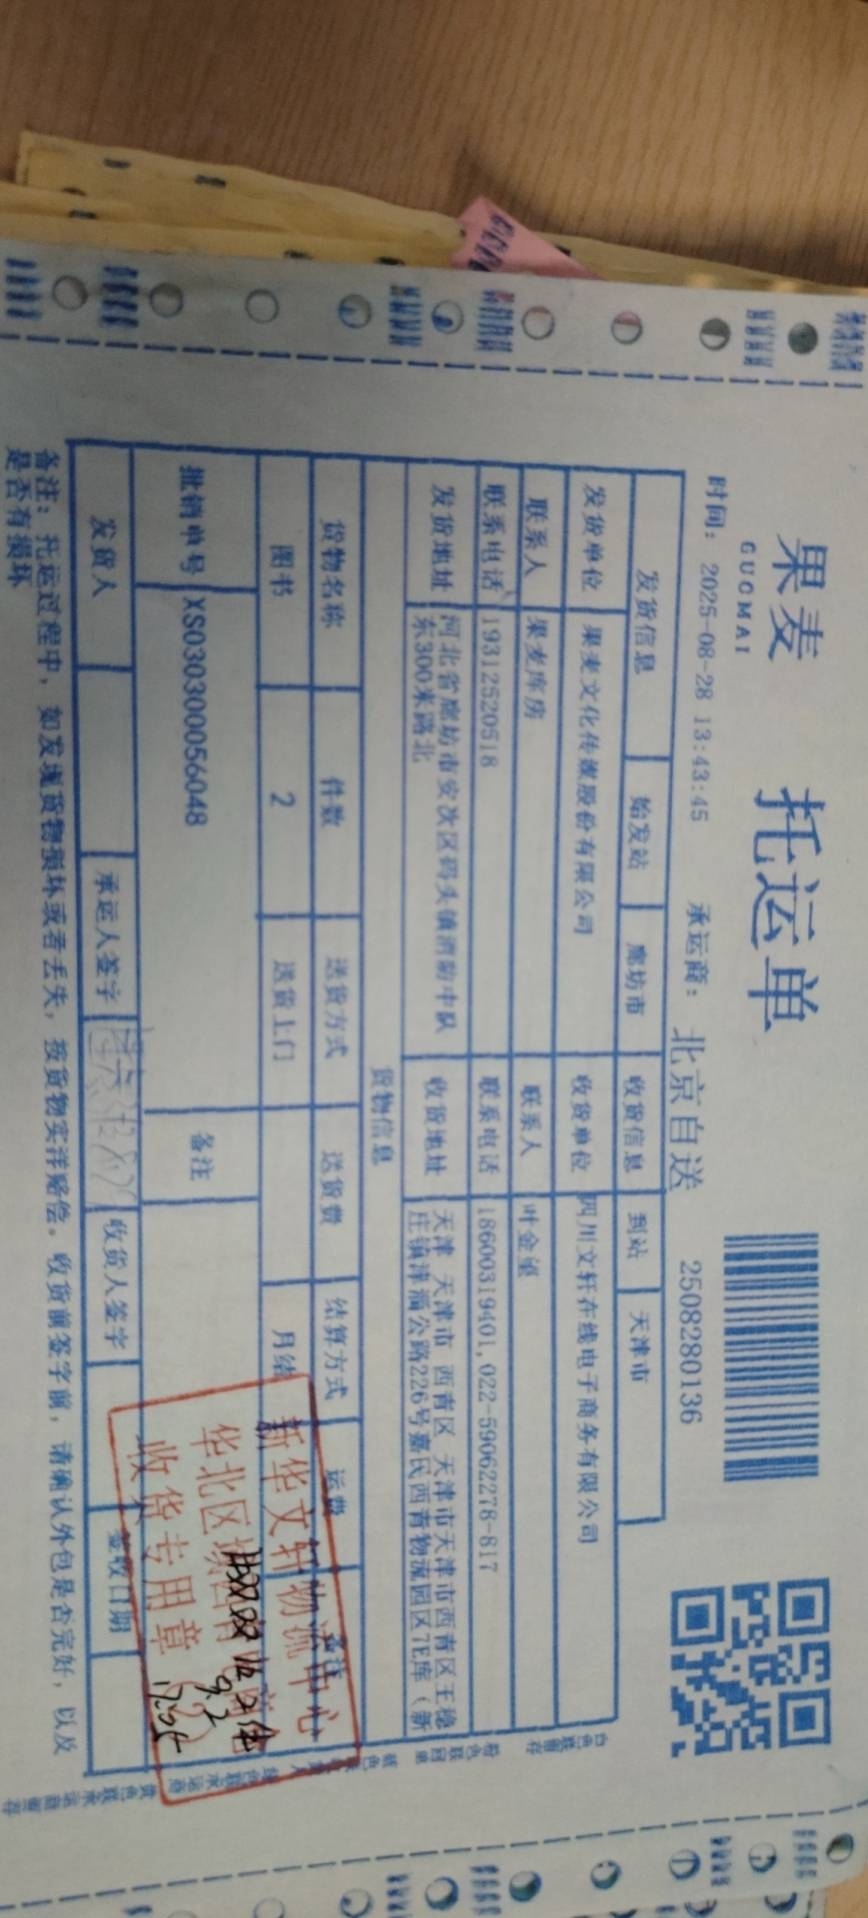 果麦
GUOMAI
托运单
时间: 2025-08-28 13:43:45 承运商: 北京自送 2508280136
发货信息 始发站 廊坊市 收货信息 到站 天津市
发货单位 果麦文化传媒股份有限公司 收货单位 四川文轩在线电子商务有限公司
联系人 果麦库房 联系人 叶金望
联系电话 19312520518 联系电话 18600319401,022-59062278-817
发货地址 河北省廊坊市安次区码头镇消防中队东300米路北 收货地址 天津 天津市 西青区 天津市天津市西青区王稳庄镇津淄公路226号嘉民西青物流园区7E库(新
货物信息
货物名称 件数 送货方式 送货费 结算方式 运费 备注
图书 2 送货上门 月结
批销单号 XS030300056048 备注
发货人 承运人签字 收货人签字 签收日期
备注: 托运过程中, 如发现货物损坏或者丢失, 按货物实洋赔偿。收货前签字前, 请确认外包是否完好, 以及
是否有损坏
新华文轩物流中心
华北区域
收货专用章
9.2